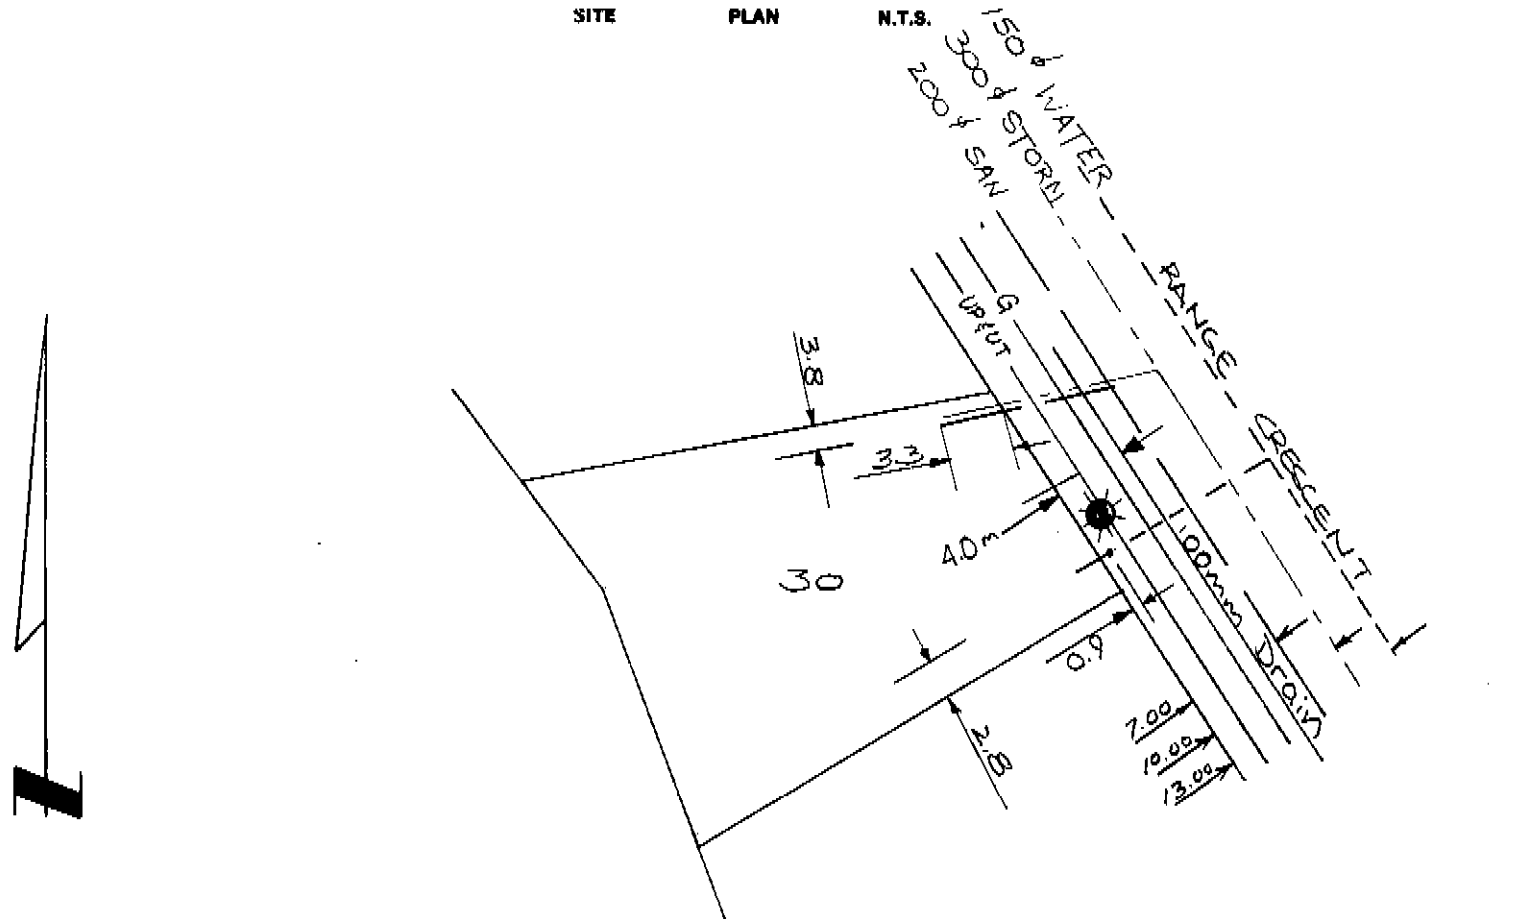 SITE PLAN N.T.S.
150 ϕ WATER
300 ϕ STORM
200 ϕ SAN
RANGE CRESCENT
G
UP&UT
3.8
3.3
4.0m
30
100mm Drain
0.9
2.8
7.00
10.00
13.00